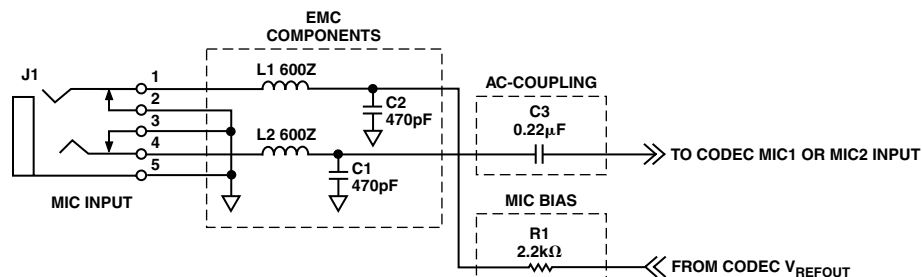 EMC
COMPONENTS
J1
1
L1 600Z
AC-COUPLING
2
C2
470pF
C3
0.22μF
3
L2 600Z
4
TO CODEC MIC1 OR MIC2 INPUT
5
C1
470pF
MIC INPUT
MIC BIAS
R1
2.2kΩ
FROM CODEC VREFOUT